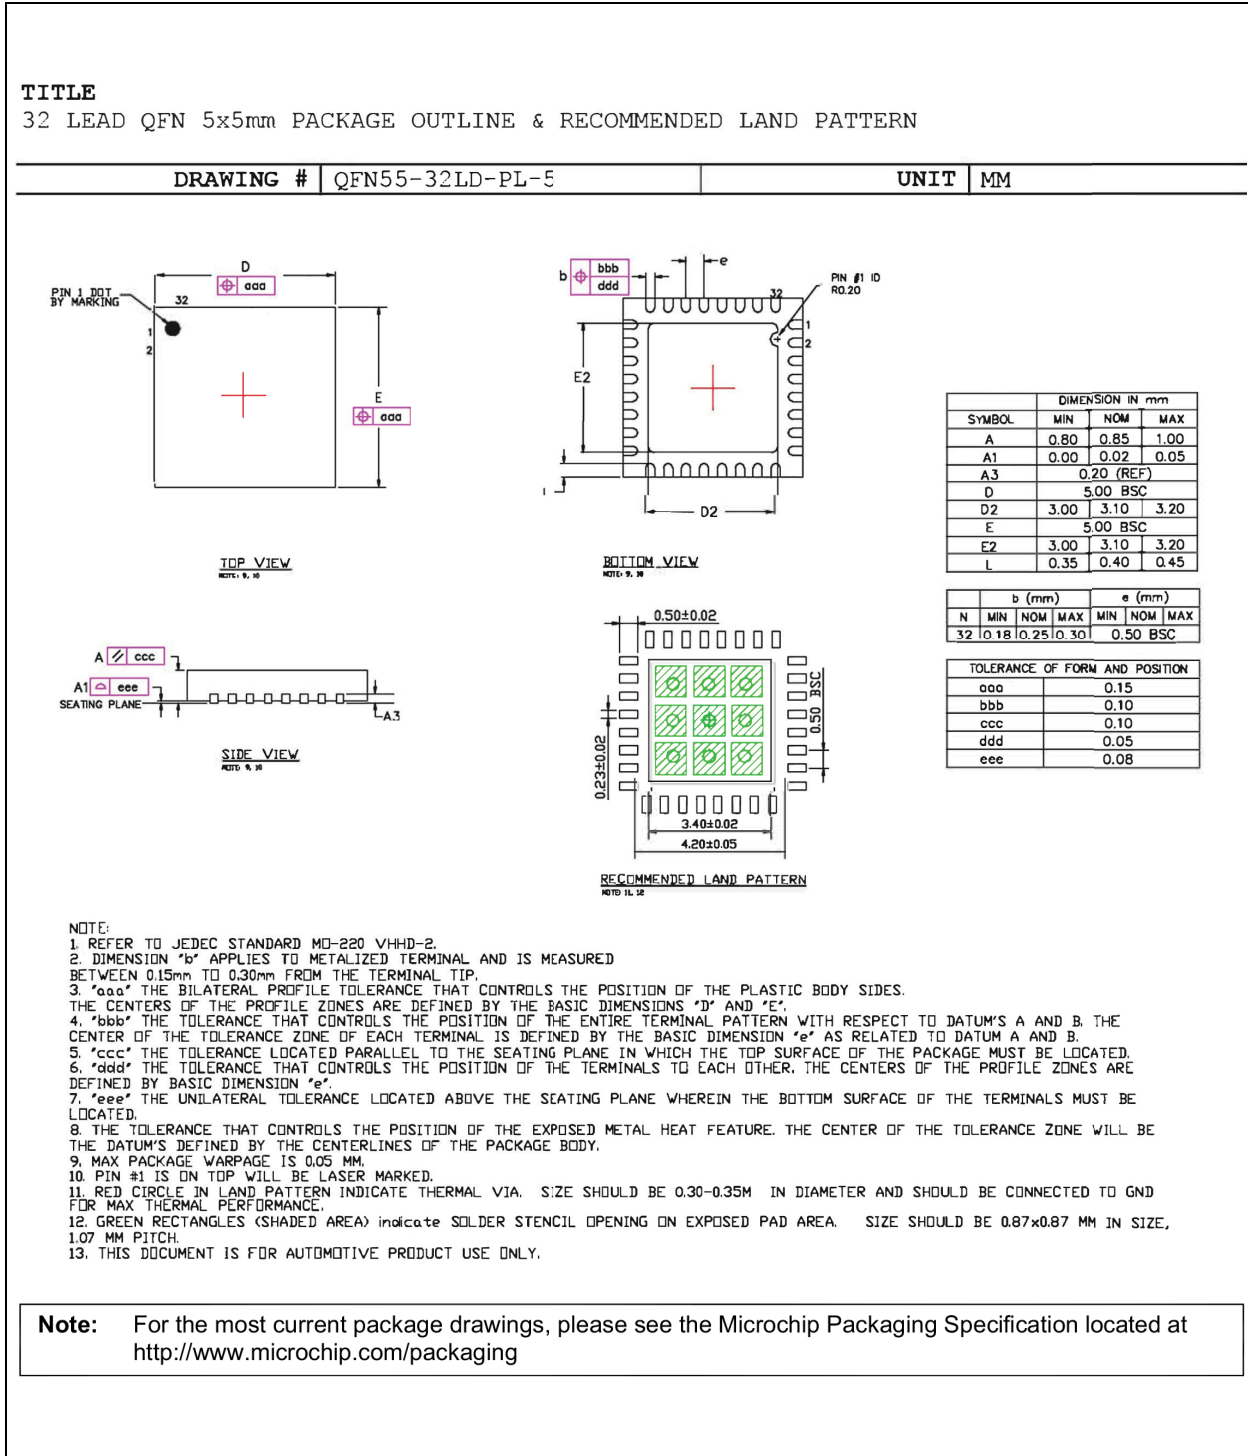 TITLE
32 LEAD QFN 5x5mm PACKAGE OUTLINE & RECOMMENDED LAND PATTERN
DRAWING # QFN55-32LD-PL-5 UNIT MM
D
aaa
PIN 1 DOT
BY MARKING
32
1
2
E
aaa
TOP VIEW
NOTE: 9, 10
b bbb
ddd
e
PIN #1 ID
R0.20
32
1
2
E2
D2
BOTTOM VIEW
NOTE: 9, 10
DIMENSION IN mm
SYMBOL MIN NOM MAX
A 0.80 0.85 1.00
A1 0.00 0.02 0.05
A3 0.20 (REF)
D 5.00 BSC
D2 3.00 3.10 3.20
E 5.00 BSC
E2 3.00 3.10 3.20
L 0.35 0.40 0.45
b (mm) e (mm)
N MIN NOM MAX MIN NOM MAX
32 0.18 0.25 0.30 0.50 BSC
TOLERANCE OF FORM AND POSITION
aaa 0.15
bbb 0.10
ccc 0.10
ddd 0.05
eee 0.08
A ccc
A1 eee
SEATING PLANE
A3
SIDE VIEW
NOTE: 9, 10
0.50±0.02
0.50 BSC
0.23±0.02
3.40±0.02
4.20±0.05
RECOMMENDED LAND PATTERN
NOTE: 11, 12
NOTE:
1. REFER TO JEDEC STANDARD MO-220 VHHD-2.
2. DIMENSION "b" APPLIES TO METALIZED TERMINAL AND IS MEASURED
BETWEEN 0.15mm TO 0.30mm FROM THE TERMINAL TIP.
3. "aaa" THE BILATERAL PROFILE TOLERANCE THAT CONTROLS THE POSITION OF THE PLASTIC BODY SIDES.
THE CENTERS OF THE PROFILE ZONES ARE DEFINED BY THE BASIC DIMENSIONS "D" AND "E".
4. "bbb" THE TOLERANCE THAT CONTROLS THE POSITION OF THE ENTIRE TERMINAL PATTERN WITH RESPECT TO DATUM'S A AND B. THE
CENTER OF THE TOLERANCE ZONE OF EACH TERMINAL IS DEFINED BY THE BASIC DIMENSION "e" AS RELATED TO DATUM A AND B.
5. "ccc" THE TOLERANCE LOCATED PARALLEL TO THE SEATING PLANE IN WHICH THE TOP SURFACE OF THE PACKAGE MUST BE LOCATED.
6. "ddd" THE TOLERANCE THAT CONTROLS THE POSITION OF THE TERMINALS TO EACH OTHER. THE CENTERS OF THE PROFILE ZONES ARE
DEFINED BY BASIC DIMENSION "e".
7. "eee" THE UNILATERAL TOLERANCE LOCATED ABOVE THE SEATING PLANE WHEREIN THE BOTTOM SURFACE OF THE TERMINALS MUST BE
LOCATED.
8. THE TOLERANCE THAT CONTROLS THE POSITION OF THE EXPOSED METAL HEAT FEATURE. THE CENTER OF THE TOLERANCE ZONE WILL BE
THE DATUM'S DEFINED BY THE CENTERLINES OF THE PACKAGE BODY.
9. MAX PACKAGE WARPAGE IS 0.05 MM.
10. PIN #1 IS ON TOP WILL BE LASER MARKED.
11. RED CIRCLE IN LAND PATTERN INDICATE THERMAL VIA. SIZE SHOULD BE 0.30-0.35M IN DIAMETER AND SHOULD BE CONNECTED TO GND
FOR MAX THERMAL PERFORMANCE.
12. GREEN RECTANGLES (SHADED AREA) indicate SOLDER STENCIL OPENING ON EXPOSED PAD AREA. SIZE SHOULD BE 0.87x0.87 MM IN SIZE,
1.07 MM PITCH.
13. THIS DOCUMENT IS FOR AUTOMOTIVE PRODUCT USE ONLY.
Note: For the most current package drawings, please see the Microchip Packaging Specification located at
http://www.microchip.com/packaging